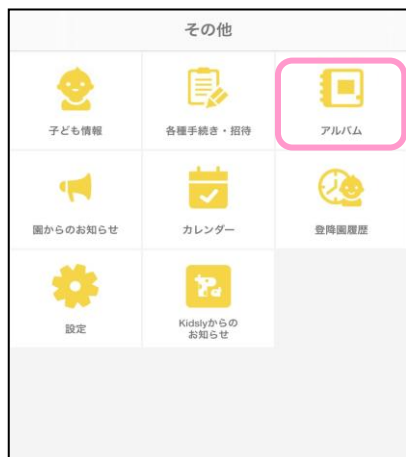 その他
子ども情報
各種手続き・招待
アルバム
園からのお知らせ
カレンダー
登降園履歴
設定
Kidslyからの
お知らせ